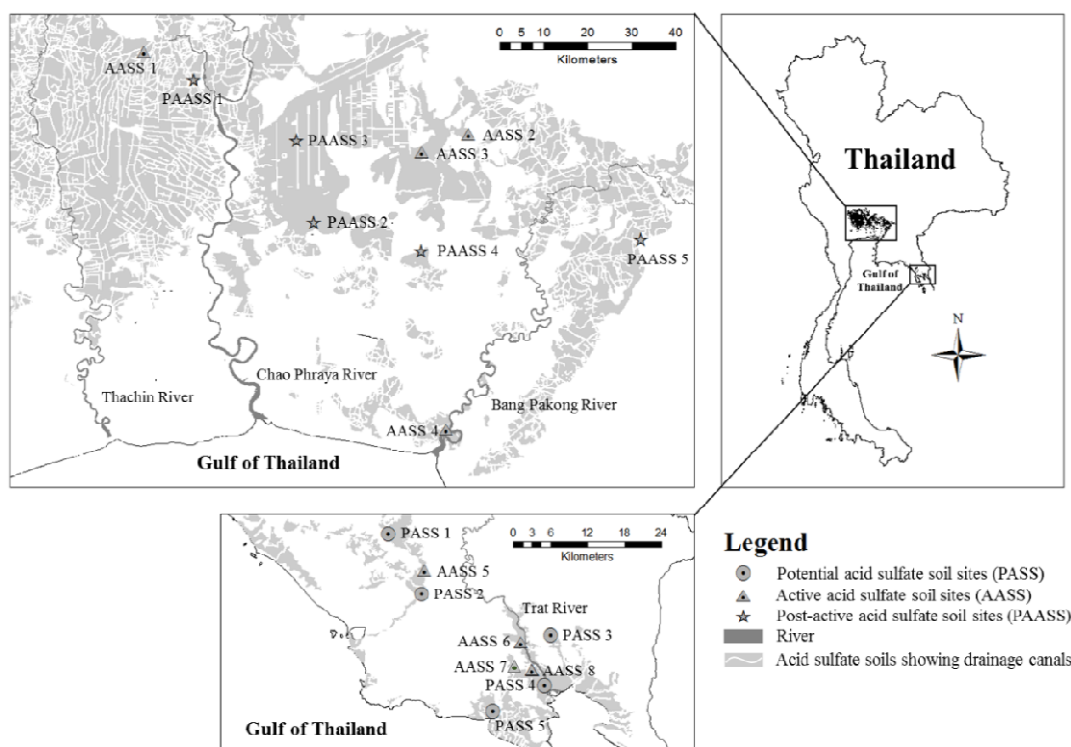 0 5 10 20 30 40
Kilometers
AASS 1
PAASS 1
PAASS 3
AASS 2
AASS 3
PAASS 2
PAASS 4
PAASS 5
Thachin River
Chao Phraya River
Bang Pakong River
AASS 4
Gulf of Thailand
Thailand
Gulf of
Thailand
N
PASS 1
0 3 6 12 18 24
Kilometers
AASS 5
PASS 2
Trat River
PASS 3
AASS 6
AASS 7
AASS 8
PASS 4
PASS 5
Gulf of Thailand
Legend
Potential acid sulfate soil sites (PASS)
Active acid sulfate soil sites (AASS)
Post-active acid sulfate soil sites (PAASS)
River
Acid sulfate soils showing drainage canals